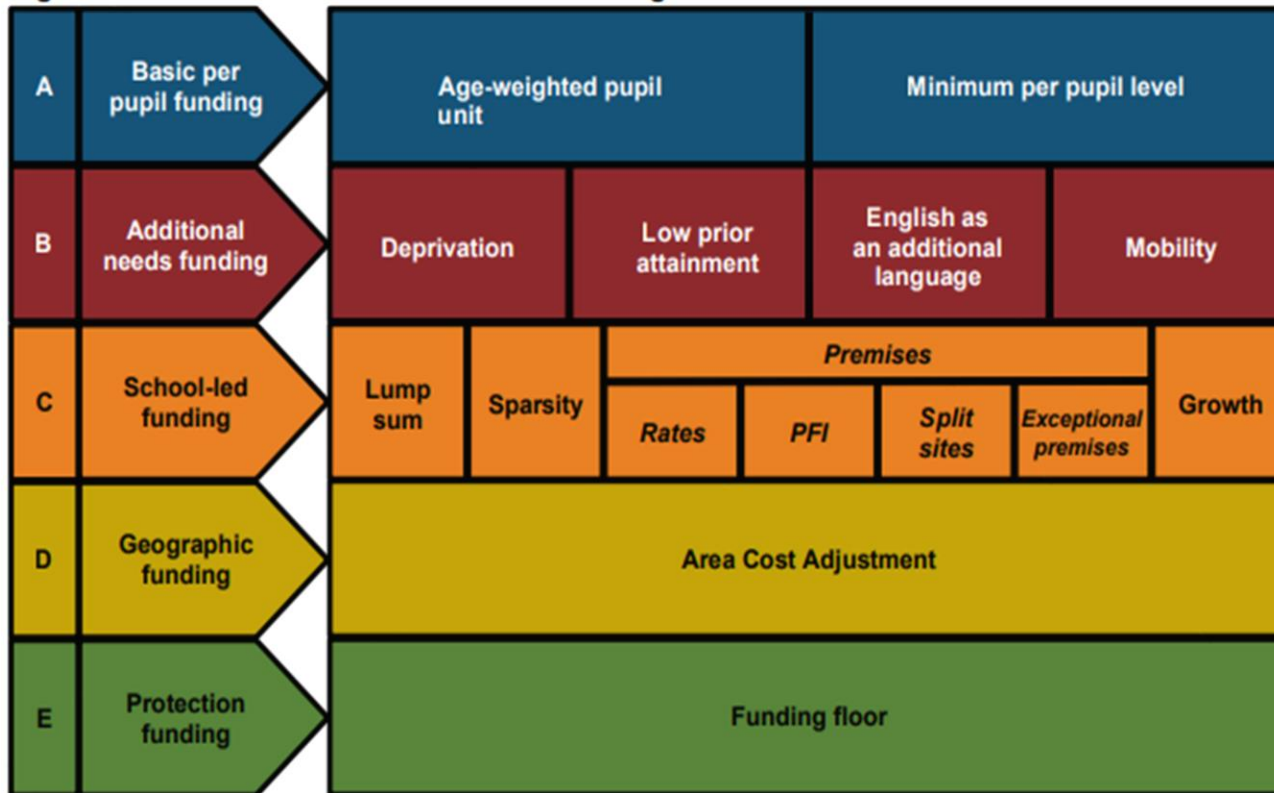 A
Basic per
pupil funding
Age-weighted pupil
unit
Minimum per pupil level
B
Additional
needs funding
Deprivation
Low prior
attainment
English as
an additional
language
Mobility
C
School-led
funding
Lump
sum
Sparsity
Premises
Rates
PFI
Split
sites
Exceptional
premises
Growth
D
Geographic
funding
Area Cost Adjustment
E
Protection
funding
Funding floor